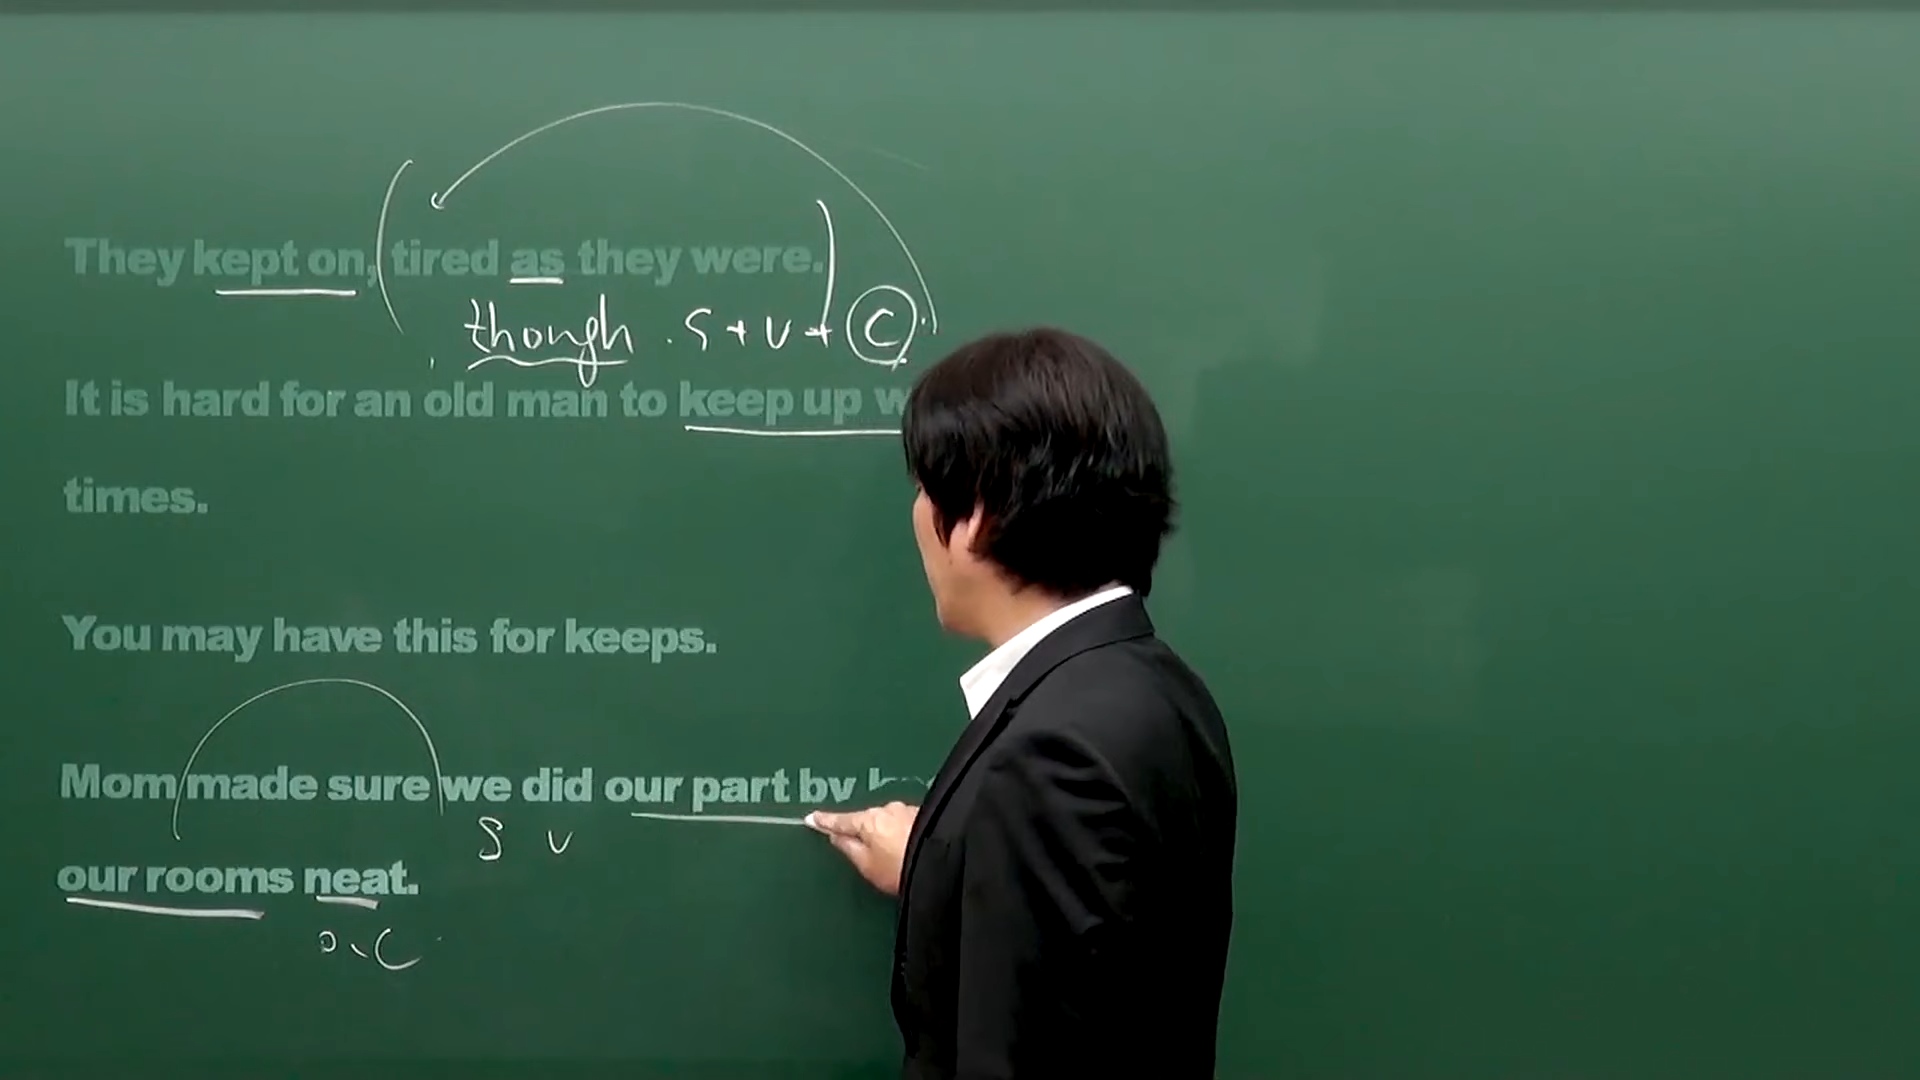 They kept on, tired as they were.
though . S + V + C .
It is hard for an old man to keep up
times.
You may have this for keeps.
Mom made sure we did our part by
S V
our rooms neat.
O.C